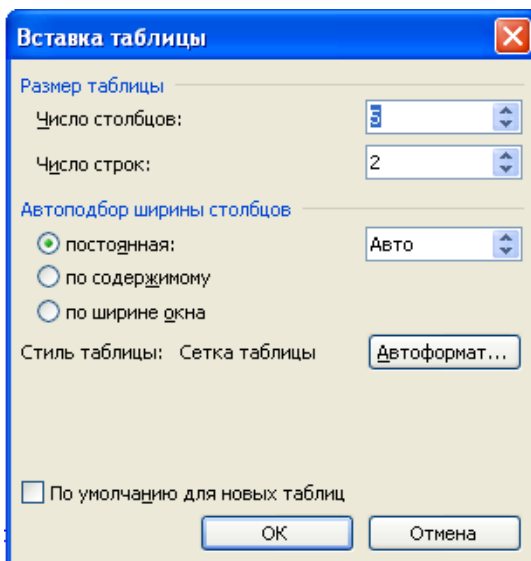 Вставка таблицы
Размер таблицы
Число столбцов: 5
Число строк: 2
Автоподбор ширины столбцов
постоянная: Авто
по содержимому
по ширине окна
Стиль таблицы: Сетка таблицы Автоформат...
По умолчанию для новых таблиц
ОК Отмена